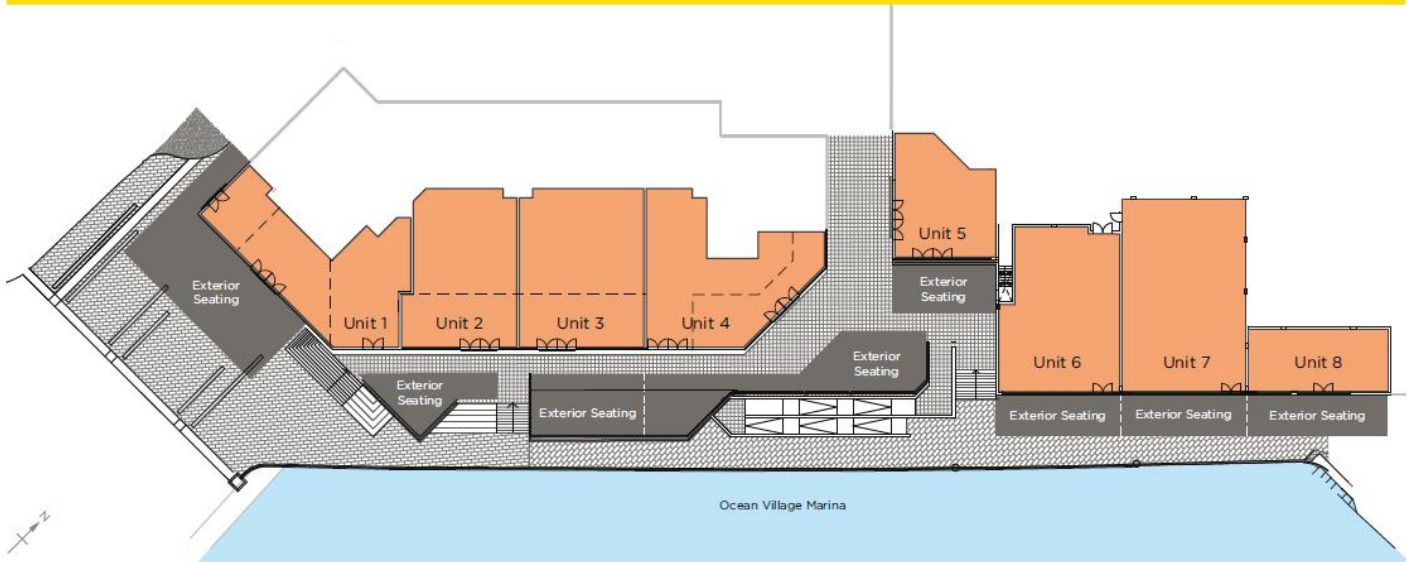 Unit 5
Exterior
Seating
Exterior
Seating
Unit 1
Unit 2
Unit 3
Unit 4
Exterior
Seating
Unit 6
Unit 7
Unit 8
Exterior
Seating
Exterior Seating
Exterior Seating
Exterior Seating
Exterior Seating
Ocean Village Marina
N